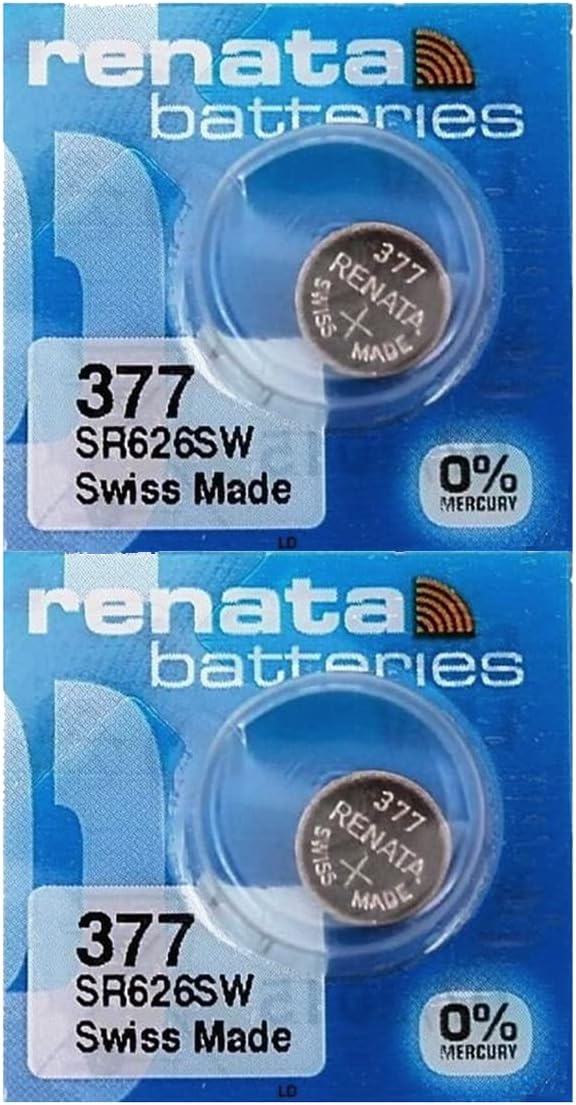 renata
batteries
377
RENATA
SWISS
+
MADE
377
SR626SW
Swiss Made
0%
MERCURY
LD
renata
batteries
377
RENATA
SWISS
+
MADE
377
SR626SW
Swiss Made
0%
MERCURY
LD